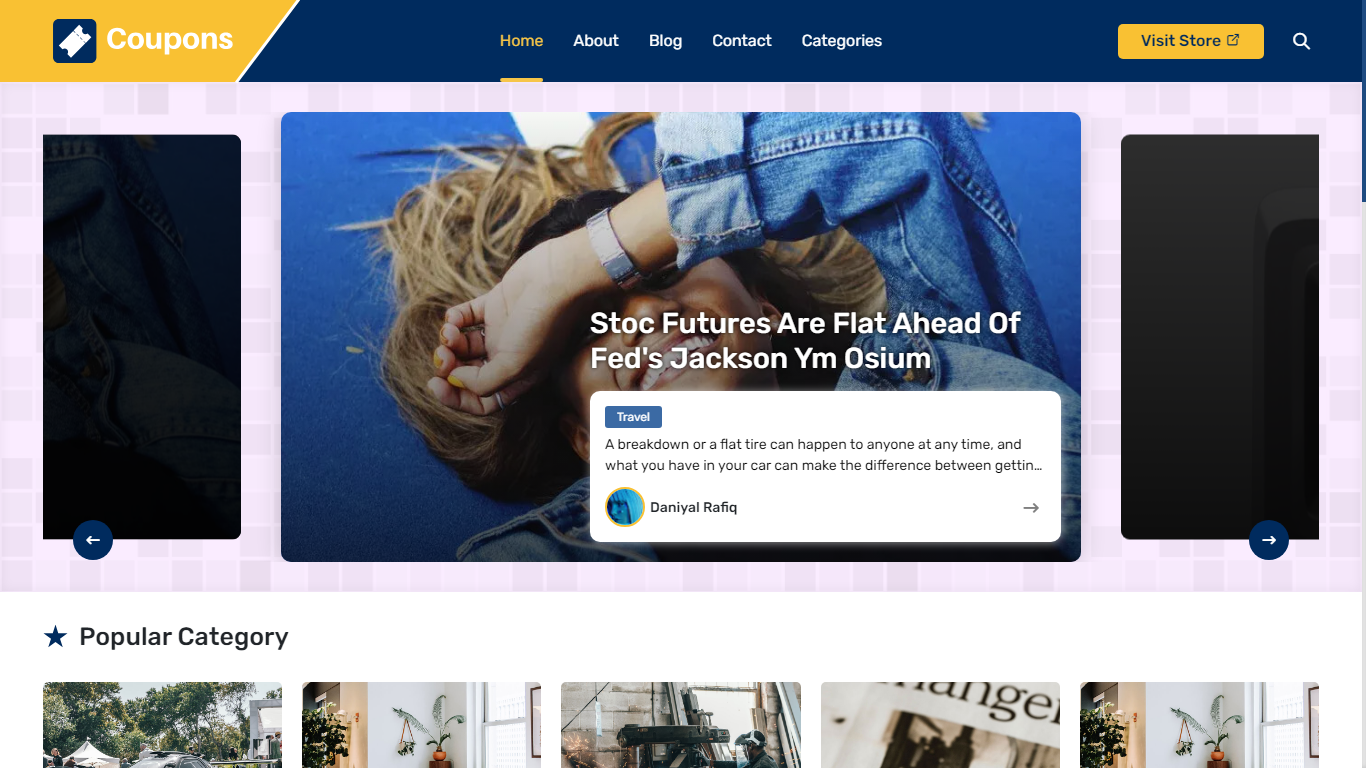 Coupons
Home
About
Blog
Contact
Categories
Visit Store
Stoc Futures Are Flat Ahead Of
Fed's Jackson Ym Osium
Travel
A breakdown or a flat tire can happen to anyone at any time, and
what you have in your car can make the difference between gettin...
Daniyal Rafiq
Popular Category